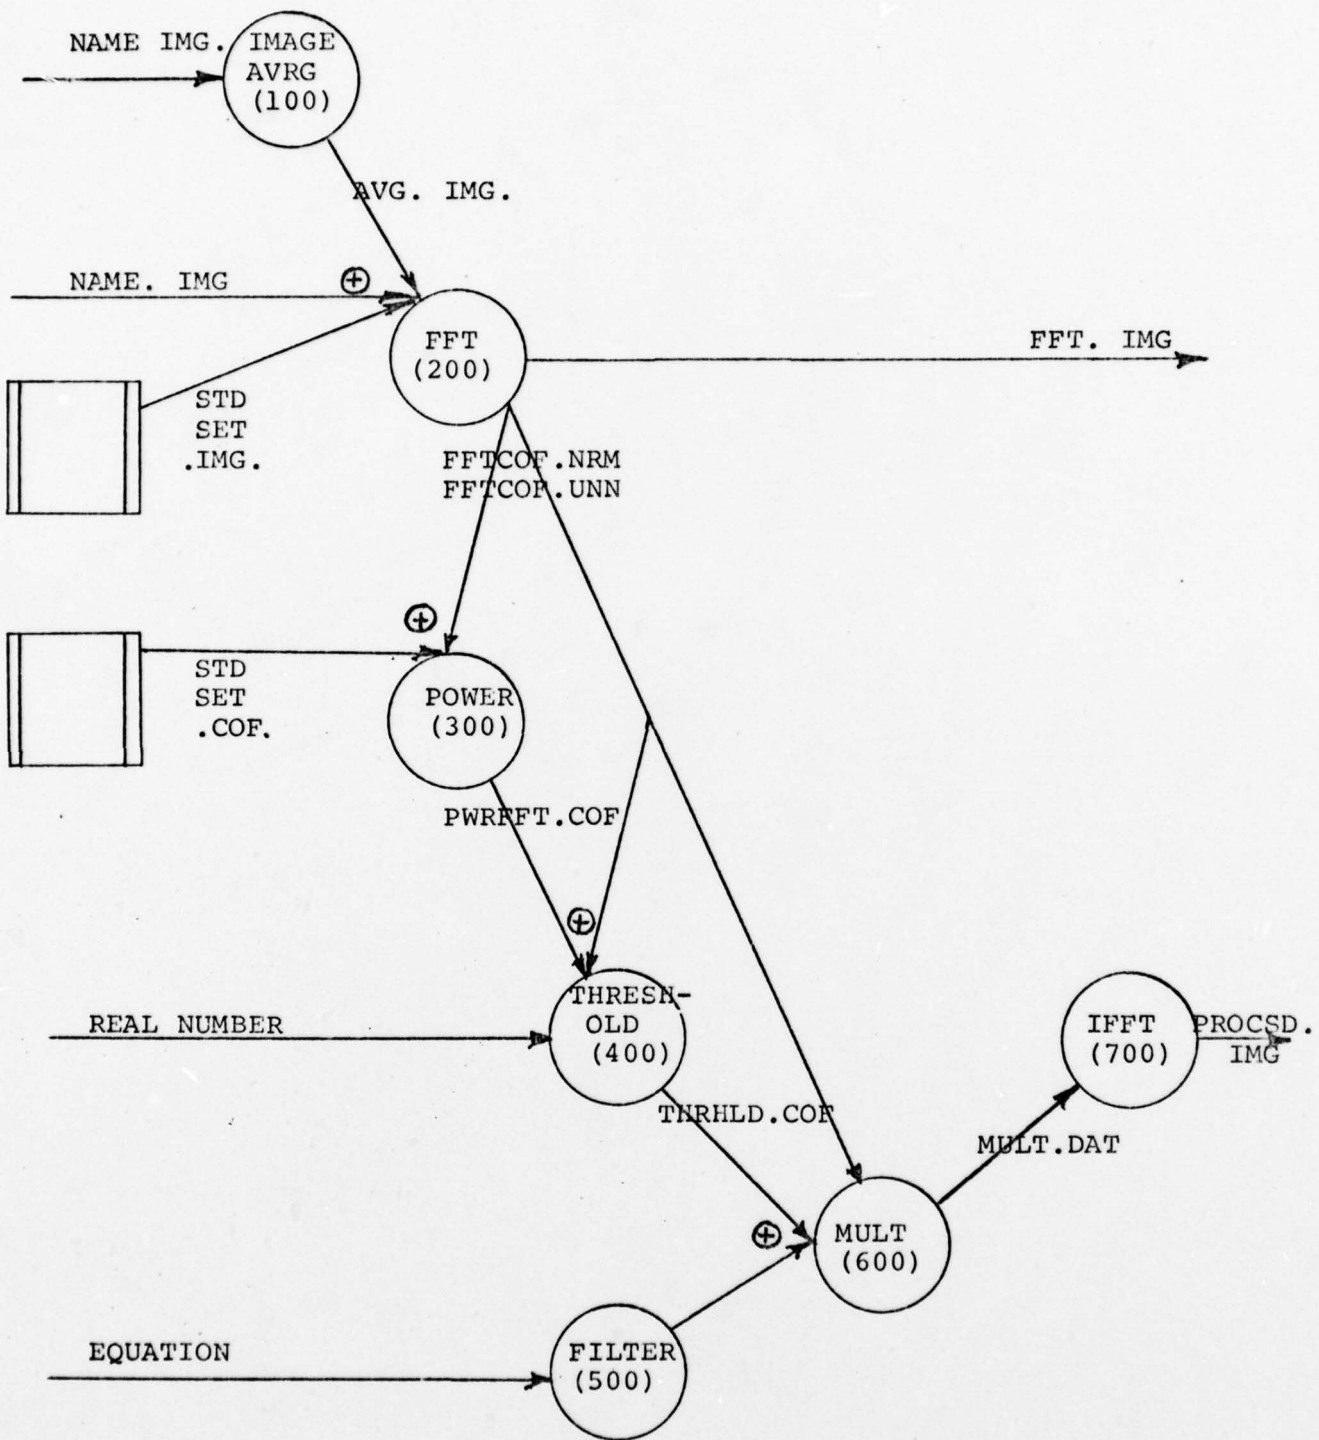 NAME IMG.
IMAGE
AVRG
(100)
AVG. IMG.
NAME. IMG
+
FFT
(200)
FFT. IMG
STD
SET
.IMG.
FFTCOF.NRM
FFTCOF.UNN
+
STD
SET
.COF.
POWER
(300)
PWRFFT.COF
+
THRESH-
OLD
(400)
REAL NUMBER
IFFT
(700)
PROCSD.
IMG
THRHLD.COF
MULT.DAT
+
MULT
(600)
EQUATION
FILTER
(500)